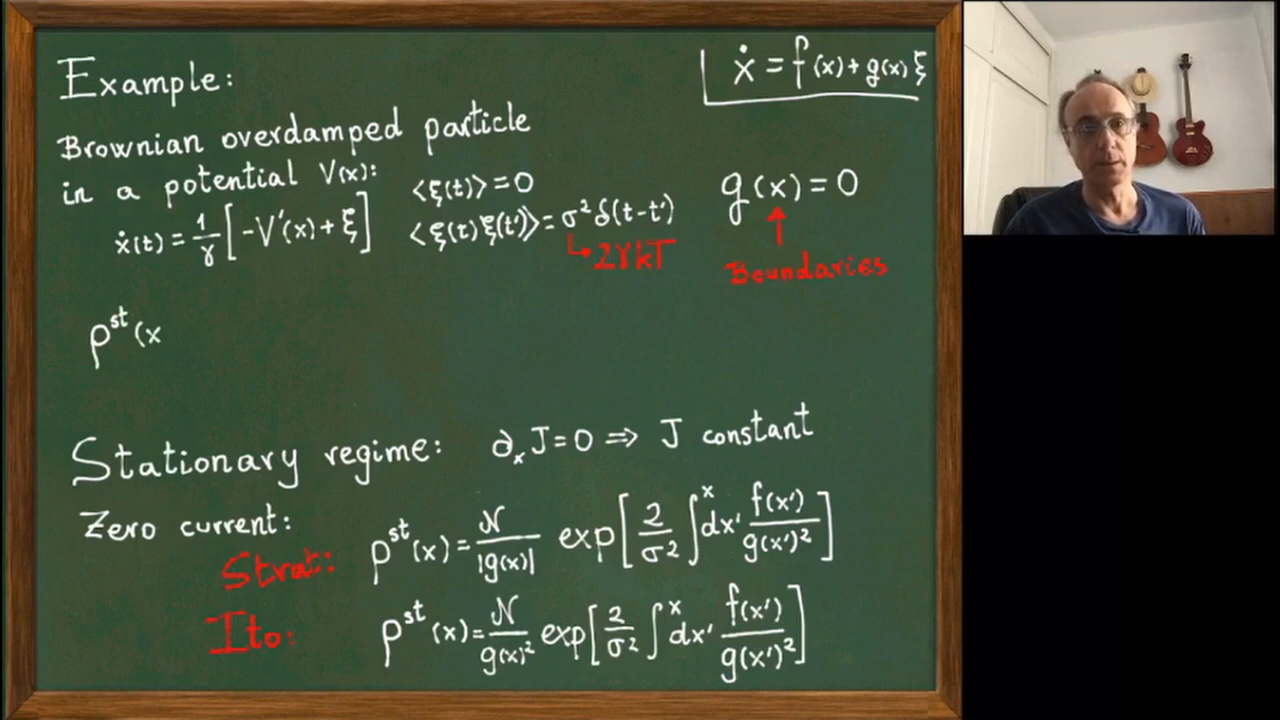 Example:
ẋ = f(x) + g(x) ξ
Brownian overdamped particle
in a potential V(x):
ẋ(t) = 1/γ [-V'(x) + ξ]
⟨ξ(t)⟩ = 0
⟨ξ(t)ξ(t')⟩ = σ² δ(t-t')
↳ 2γkT
g(x) = 0
↑
Boundaries
ρˢᵗ(x
Stationary regime: ∂ₓJ = 0 ⇒ J constant
Zero current:
Strat: ρˢᵗ(x) = 𝒩/|g(x)| exp[2/σ² ∫ˣ dx' f(x')/g(x')²]
Ito: ρˢᵗ(x) = 𝒩/g(x)² exp[2/σ² ∫ˣ dx' f(x')/g(x')²]